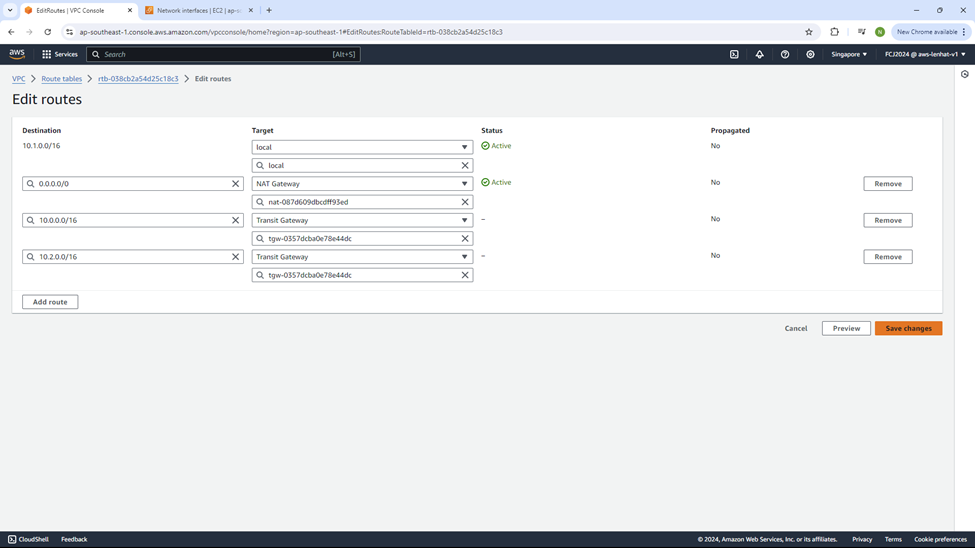 EditRoutes | VPC Console
Network interfaces | EC2 | ap-s
ap-southeast-1.console.aws.amazon.com/vpcconsole/home?region=ap-southeast-1#EditRoutes:RouteTableId=rtb-038cb2a54d25c18c3
N
New Chrome available
aws
Services
Search
[Alt+S]
Singapore
FCJ2024 @ aws-lenhat-v1
VPC
Route tables
rtb-038cb2a54d25c18c3
Edit routes
Edit routes
Destination Target Status Propagated
10.1.0.0/16 local Active No
local
0.0.0.0/0 NAT Gateway Active No Remove
nat-087d609dbcdff93ed
10.0.0.0/16 Transit Gateway – No Remove
tgw-0357dcba0e78e44dc
10.2.0.0/16 Transit Gateway – No Remove
tgw-0357dcba0e78e44dc
Add route
Cancel Preview Save changes
CloudShell Feedback © 2024, Amazon Web Services, Inc. or its affiliates. Privacy Terms Cookie preferences